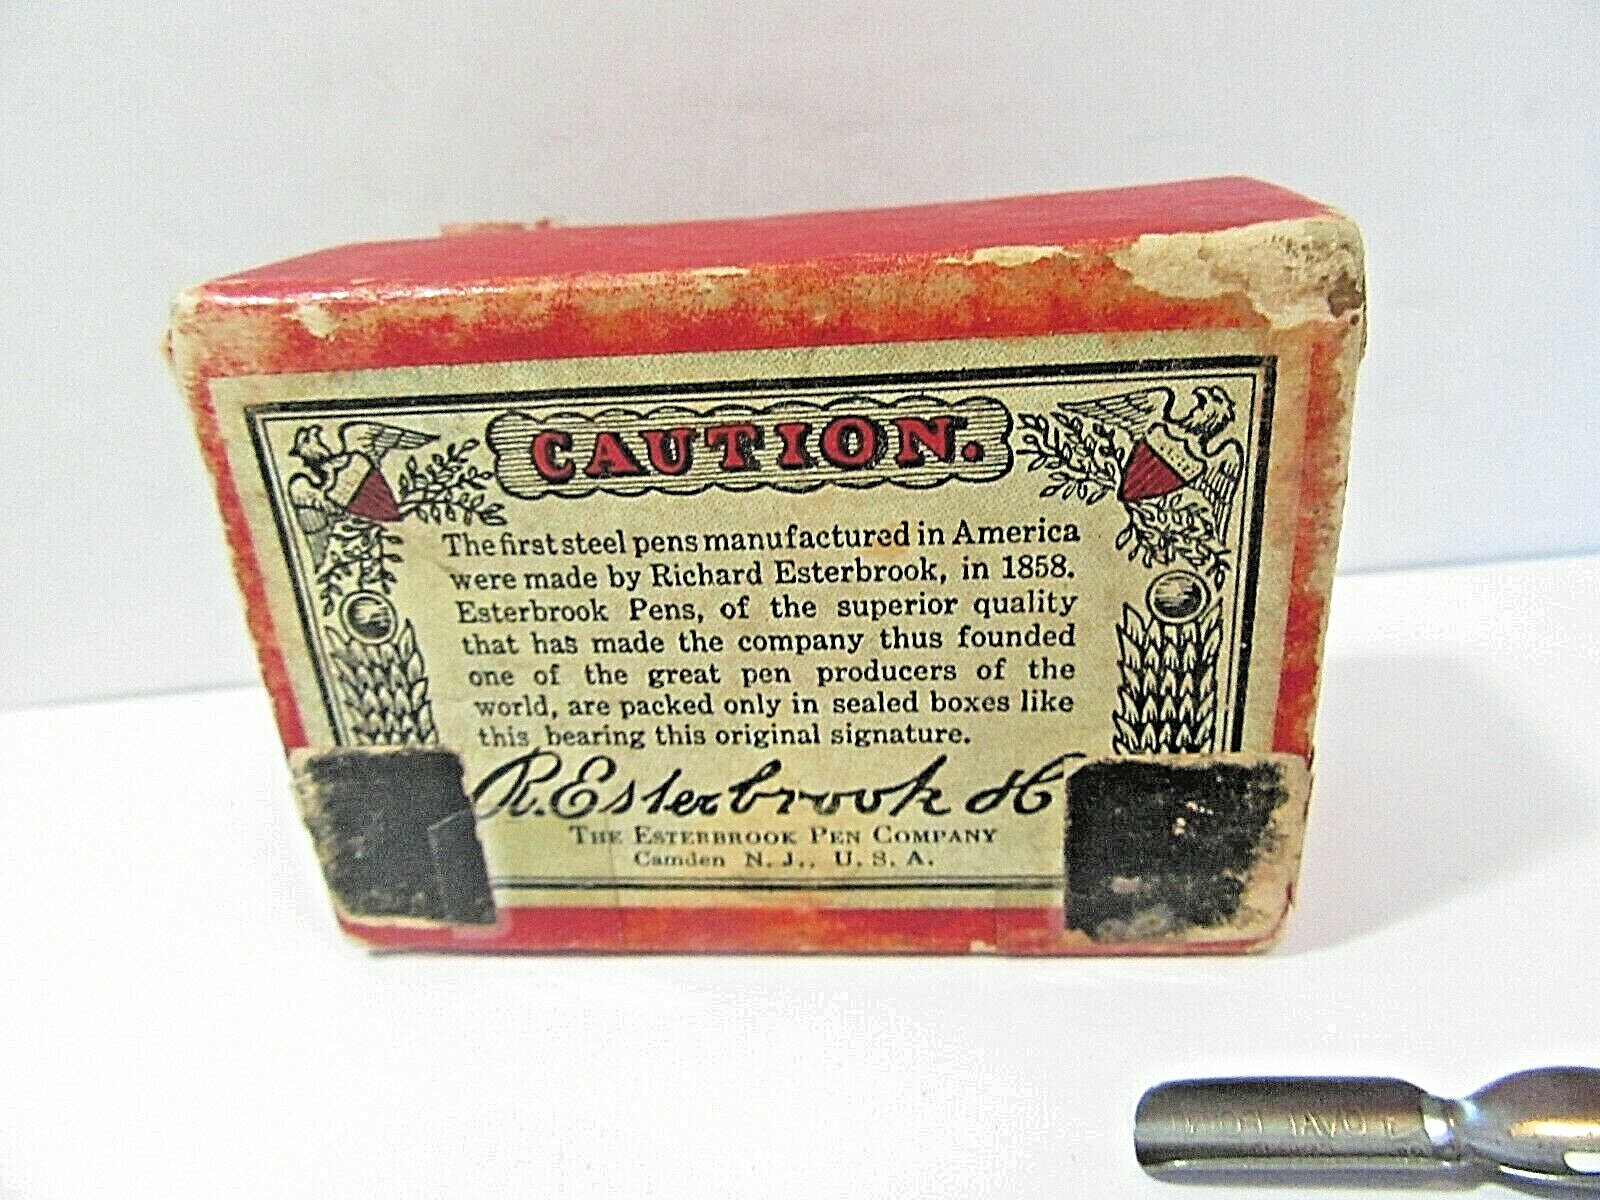 CAUTION.
The first steel pens manufactured in America
were made by Richard Esterbrook, in 1858.
Esterbrook Pens, of the superior quality
that has made the company thus founded
one of the great pen producers of the
world, are packed only in sealed boxes like
this bearing this original signature.
R. Esterbrook &C
THE ESTERBROOK PEN COMPANY
Camden N. J., U. S. A.
OVAL POINT